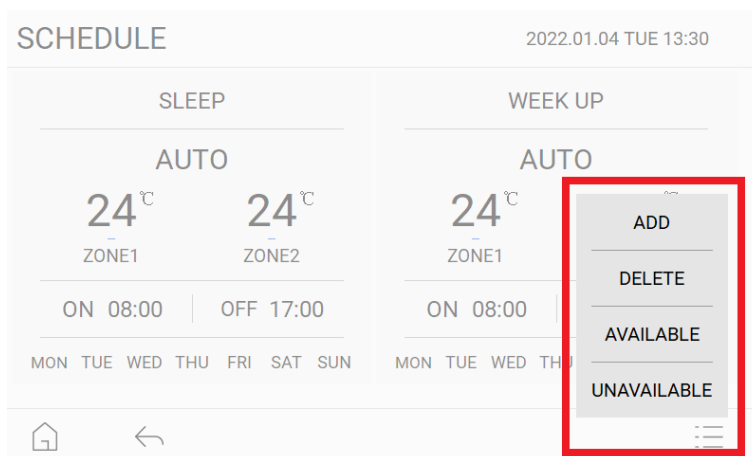 SCHEDULE 2022.01.04 TUE 13:30
SLEEP
AUTO
24℃ 24℃
ZONE1 ZONE2
ON 08:00 OFF 17:00
MON TUE WED THU FRI SAT SUN
WEEK UP
AUTO
24℃
ZONE1
ON 08:00
MON TUE WED TH
ADD
DELETE
AVAILABLE
UNAVAILABLE